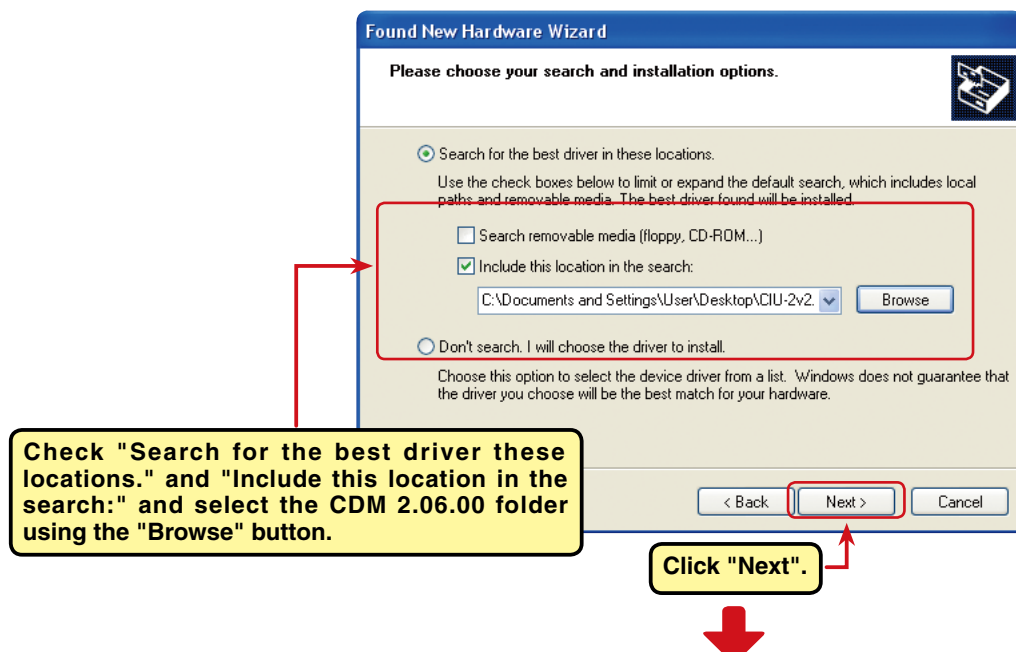 Found New Hardware Wizard
Please choose your search and installation options.
Search for the best driver in these locations.
Use the check boxes below to limit or expand the default search, which includes local
paths and removable media. The best driver found will be installed.
Search removable media (floppy, CD-ROM...)
Include this location in the search:
C:\Documents and Settings\User\Desktop\CIU-2v2.
Browse
Don't search. I will choose the driver to install.
Choose this option to select the device driver from a list. Windows does not guarantee that
the driver you choose will be the best match for your hardware.
Check "Search for the best driver these
locations." and "Include this location in the
search:" and select the CDM 2.06.00 folder
using the "Browse" button.
< Back
Next >
Cancel
Click "Next".